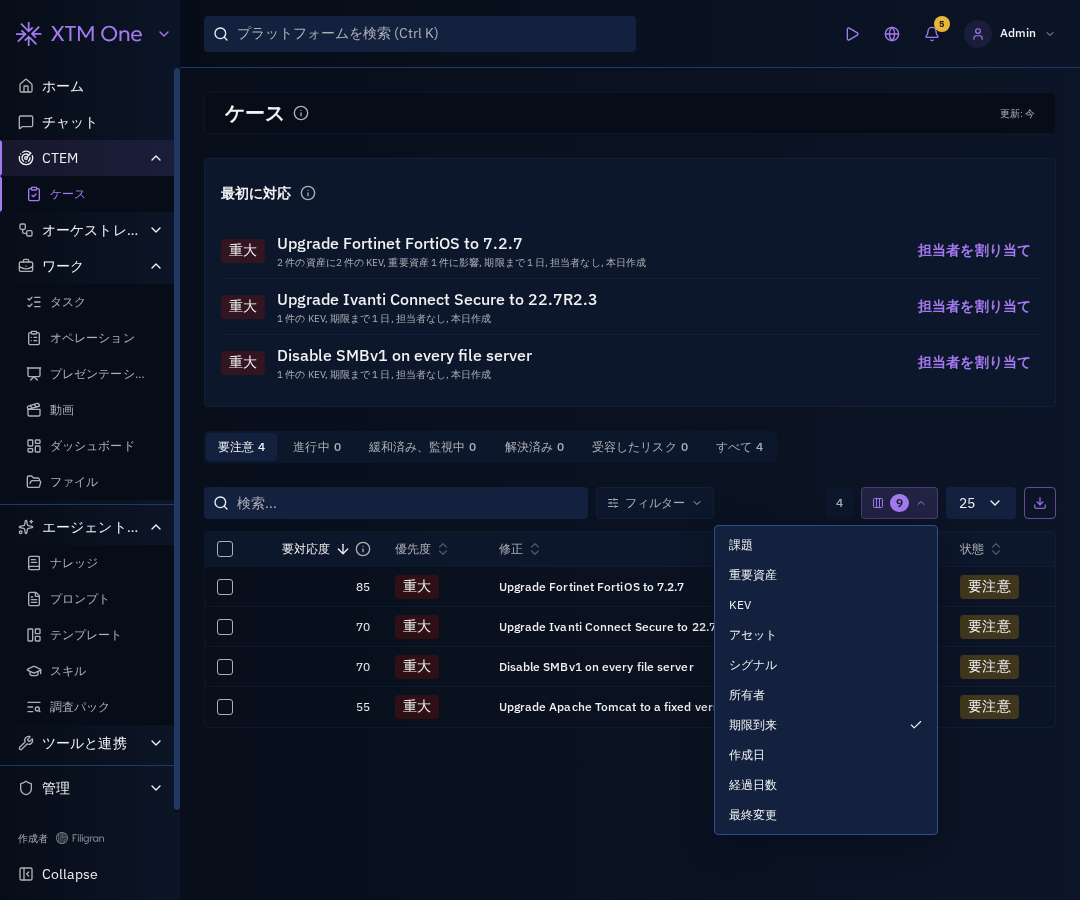 XTM One
プラットフォームを検索 (Ctrl K)
5
Admin
ホーム
チャット
CTEM
ケース
オーケストレ...
ワーク
タスク
オペレーション
プレゼンテーシ...
動画
ダッシュボード
ファイル
エージェント...
ナレッジ
プロンプト
テンプレート
スキル
調査パック
ツールと連携
管理
作成者 Filigran
Collapse
ケース
更新: 今
最初に対応
重大
Upgrade Fortinet FortiOS to 7.2.7
2 件の資産に2 件の KEV, 重要資産 1 件に影響, 期限まで 1 日, 担当者なし, 本日作成
担当者を割り当て
重大
Upgrade Ivanti Connect Secure to 22.7R2.3
1 件の KEV, 期限まで 1 日, 担当者なし, 本日作成
担当者を割り当て
重大
Disable SMBv1 on every file server
1 件の KEV, 期限まで 1 日, 担当者なし, 本日作成
担当者を割り当て
要注意 4 進行中 0 緩和済み、監視中 0 解決済み 0 受容したリスク 0 すべて 4
検索...
フィルター
4
9
25
要対応度 優先度 修正 状態
85 重大 Upgrade Fortinet FortiOS to 7.2.7 要注意
70 重大 Upgrade Ivanti Connect Secure to 22.7 要注意
70 重大 Disable SMBv1 on every file server 要注意
55 重大 Upgrade Apache Tomcat to a fixed ver 要注意
課題
重要資産
KEV
アセット
シグナル
所有者
期限到来
作成日
経過日数
最終変更